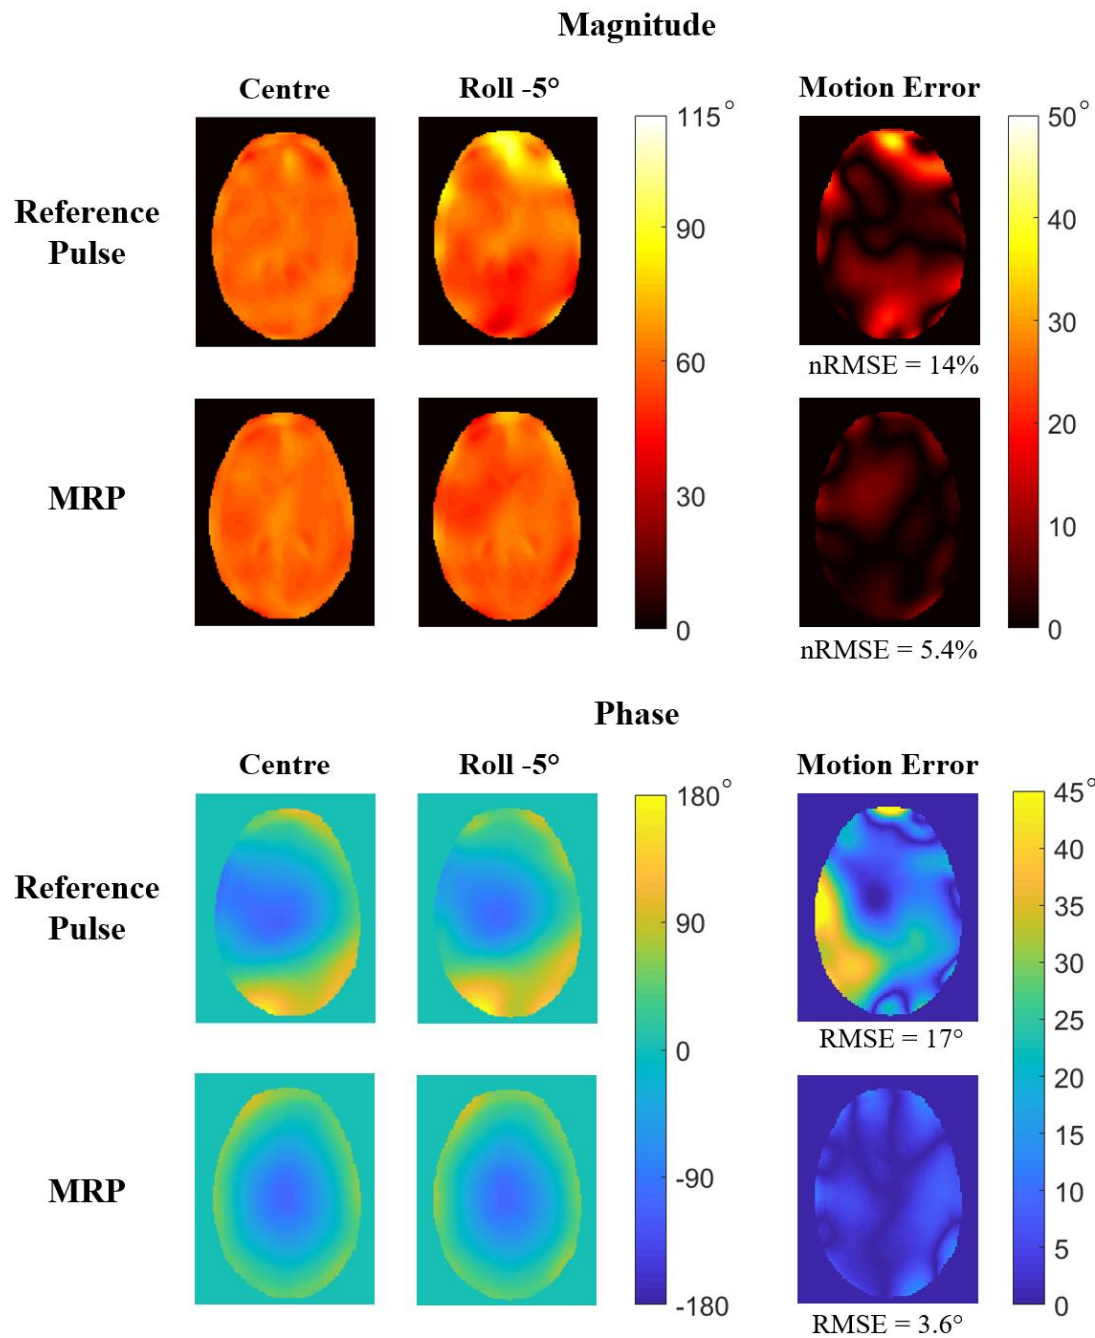 Magnitude
Centre
Roll -5°
Motion Error
Reference
Pulse
115°
90
60
30
0
50°
40
30
20
10
0
nRMSE = 14%
MRP
nRMSE = 5.4%
Phase
Centre
Roll -5°
Motion Error
Reference
Pulse
180°
90
0
-90
-180
45°
40
35
30
25
20
15
10
5
0
RMSE = 17°
MRP
RMSE = 3.6°